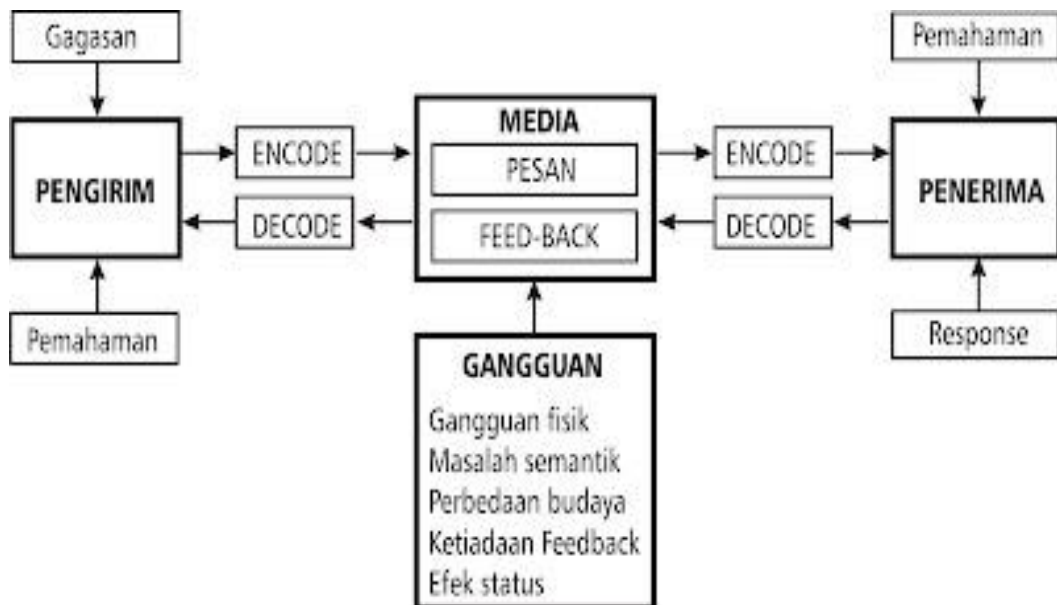 Gagasan
Pemahaman
PENGIRIM
ENCODE
DECODE
MEDIA
PESAN
FEED-BACK
ENCODE
DECODE
PENERIMA
Pemahaman
Response
GANGGUAN
Gangguan fisik
Masalah semantik
Perbedaan budaya
Ketiadaan Feedback
Efek status